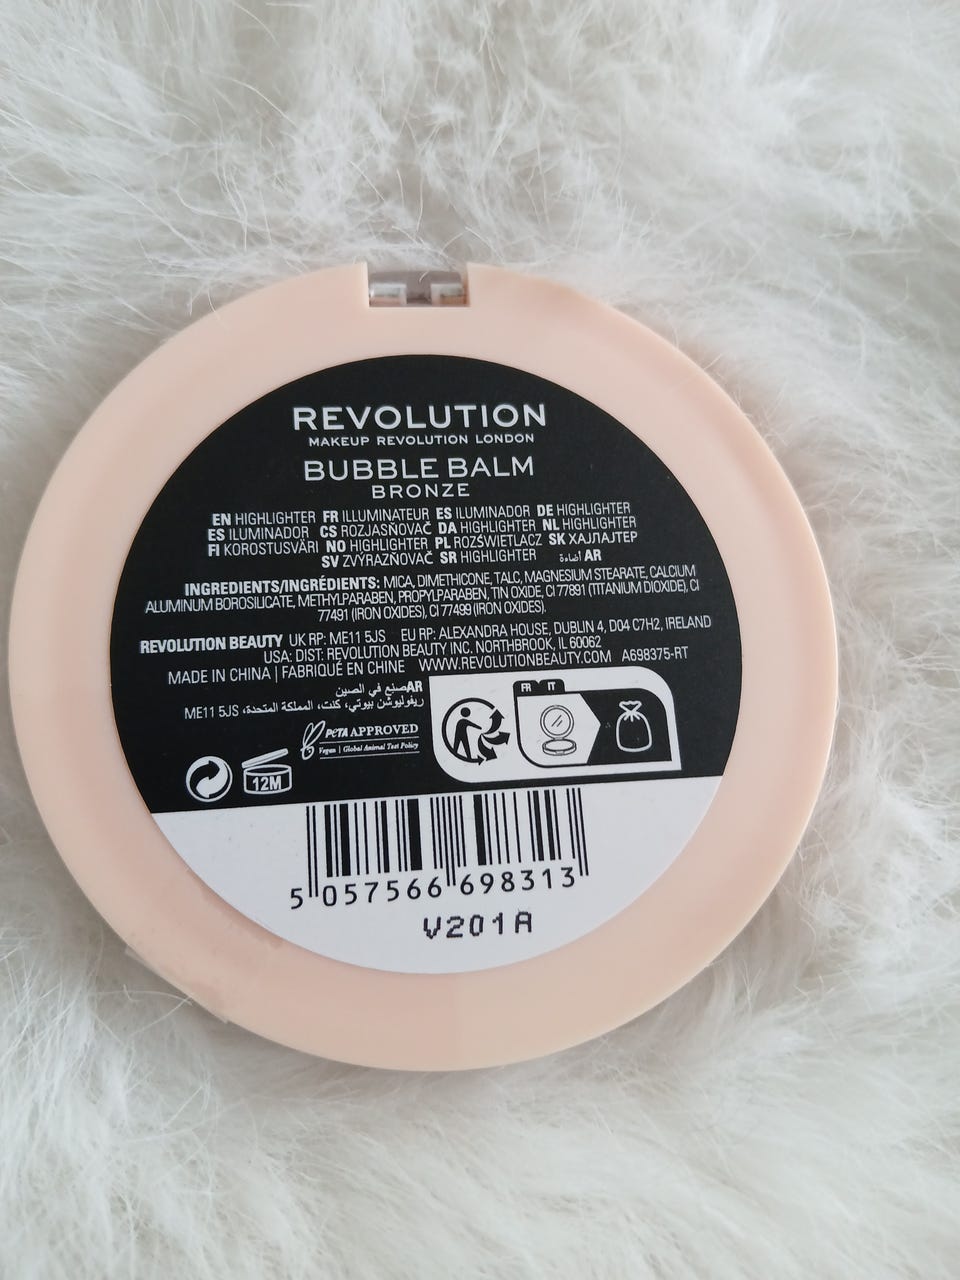 REVOLUTION
MAKEUP REVOLUTION LONDON
BUBBLE BALM
BRONZE
EN HIGHLIGHTER FR ILLUMINATEUR ES ILUMINADOR DE HIGHLIGHTER
ES ILUMINADOR CS ROZJASŇOVAČ DA HIGHLIGHTER NL HIGHLIGHTER
FI KOROSTUSVÄRI NO HIGHLIGHTER PL ROZŚWIETLACZ SK ХАЈЛАЈТЕР
SV ZVÝRAZŇOVAČ SR HIGHLIGHTER اضاءة AR
INGREDIENTS/INGRÉDIENTS: MICA, DIMETHICONE, TALC, MAGNESIUM STEARATE, CALCIUM
ALUMINUM BOROSILICATE, METHYLPARABEN, PROPYLPARABEN, TIN OXIDE, CI 77891 (TITANIUM DIOXIDE), CI
77491 (IRON OXIDES), CI 77499 (IRON OXIDES).
REVOLUTION BEAUTY UK RP: ME11 5JS EU RP: ALEXANDRA HOUSE, DUBLIN 4, D04 C7H2, IRELAND
USA: DIST: REVOLUTION BEAUTY INC. NORTHBROOK, IL 60062
MADE IN CHINA | FABRIQUÉ EN CHINE WWW.REVOLUTIONBEAUTY.COM A698375-RT
ARصنع في الصين
ريفوليوشن بيوتي، كنت، المملكة المتحدة، ME11 5JS
FR IT
PETA APPROVED
Vegan | Global Animal Test Policy
12M
5 057566 698313
V201A